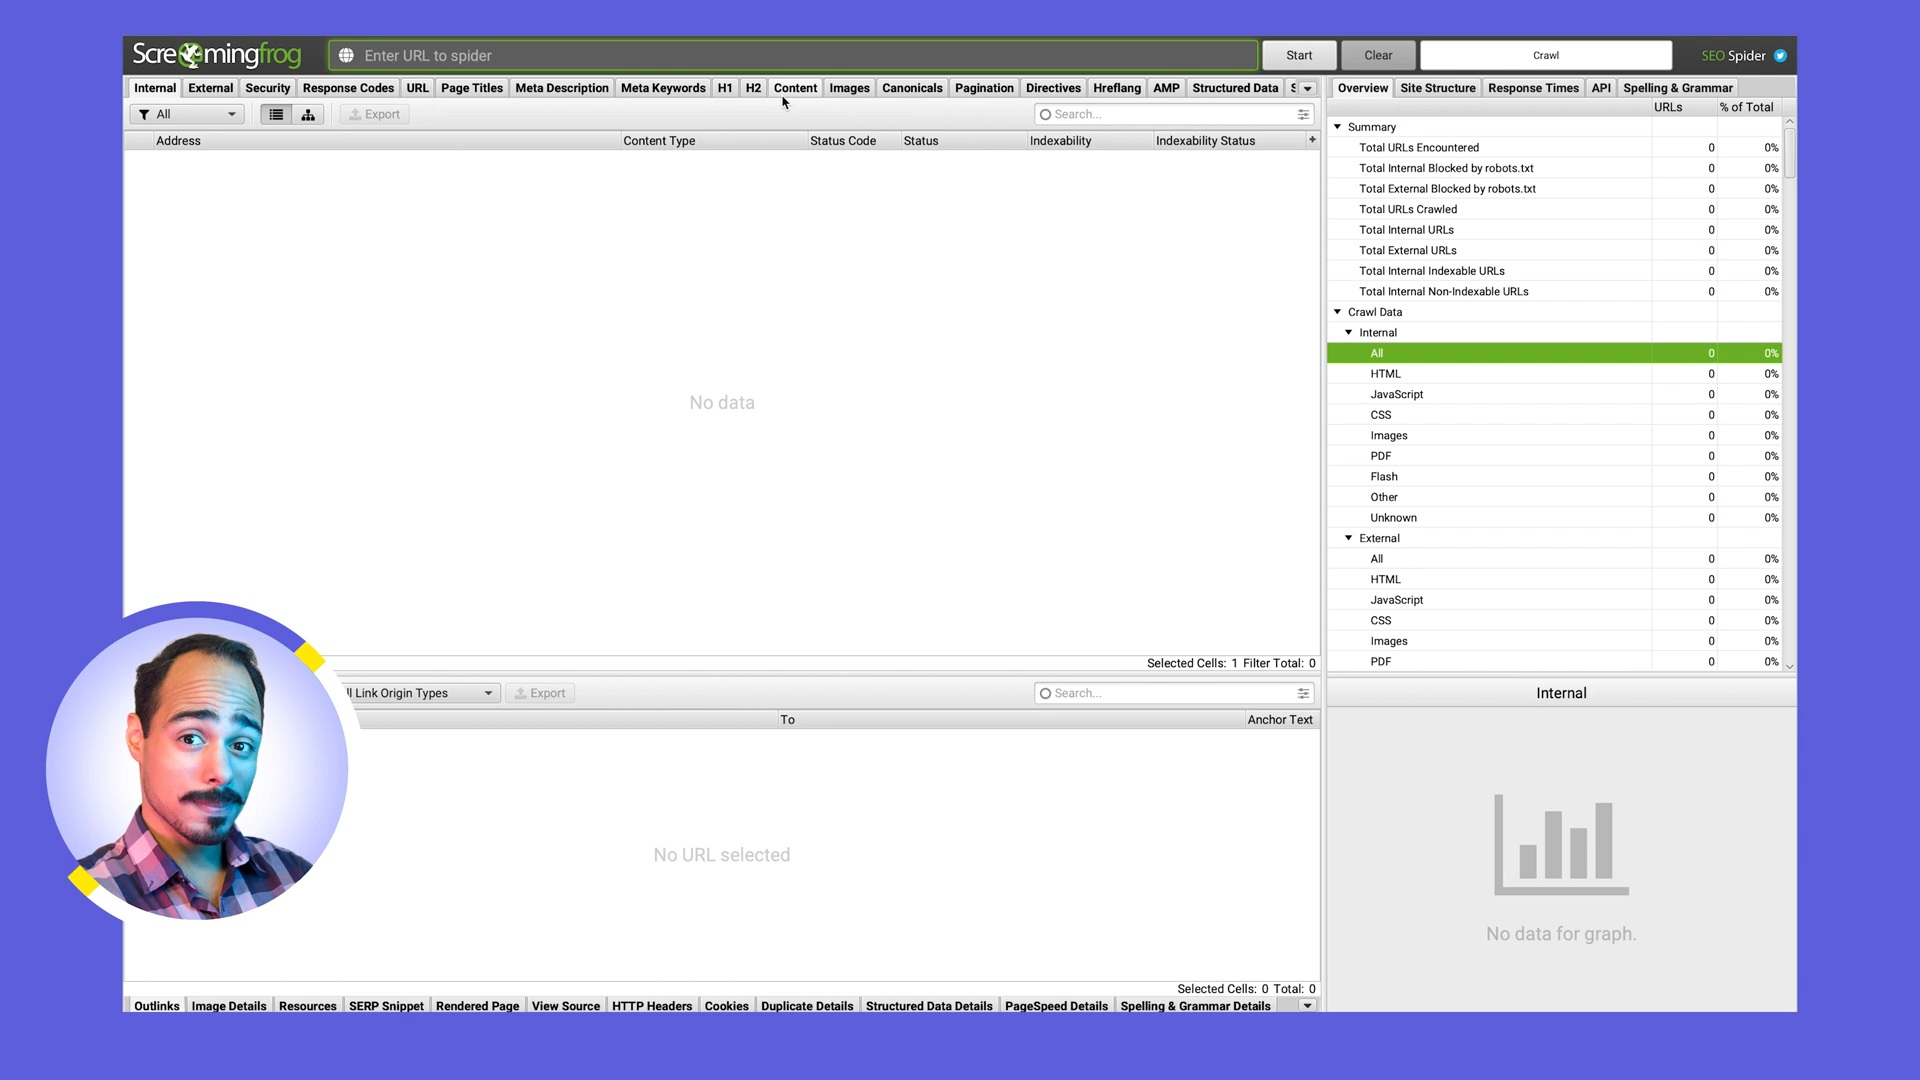 Screamingfrog
Enter URL to spider
Start
Clear
Crawl
SEO Spider
Internal External Security Response Codes URL Page Titles Meta Description Meta Keywords H1 H2 Content Images Canonicals Pagination Directives Hreflang AMP Structured Data S
All
Export
Search...
Address Content Type Status Code Status Indexability Indexability Status +
No data
Selected Cells: 1 Filter Total: 0
Link Origin Types
Export
Search...
To Anchor Text
No URL selected
Selected Cells: 0 Total: 0
Outlinks Image Details Resources SERP Snippet Rendered Page View Source HTTP Headers Cookies Duplicate Details Structured Data Details PageSpeed Details Spelling & Grammar Details
Overview Site Structure Response Times API Spelling & Grammar
URLs % of Total
Summary
Total URLs Encountered 0 0%
Total Internal Blocked by robots.txt 0 0%
Total External Blocked by robots.txt 0 0%
Total URLs Crawled 0 0%
Total Internal URLs 0 0%
Total External URLs 0 0%
Total Internal Indexable URLs 0 0%
Total Internal Non-Indexable URLs 0 0%
Crawl Data
Internal
All 0 0%
HTML 0 0%
JavaScript 0 0%
CSS 0 0%
Images 0 0%
PDF 0 0%
Flash 0 0%
Other 0 0%
Unknown 0 0%
External
All 0 0%
HTML 0 0%
JavaScript 0 0%
CSS 0 0%
Images 0 0%
PDF 0 0%
Internal
No data for graph.